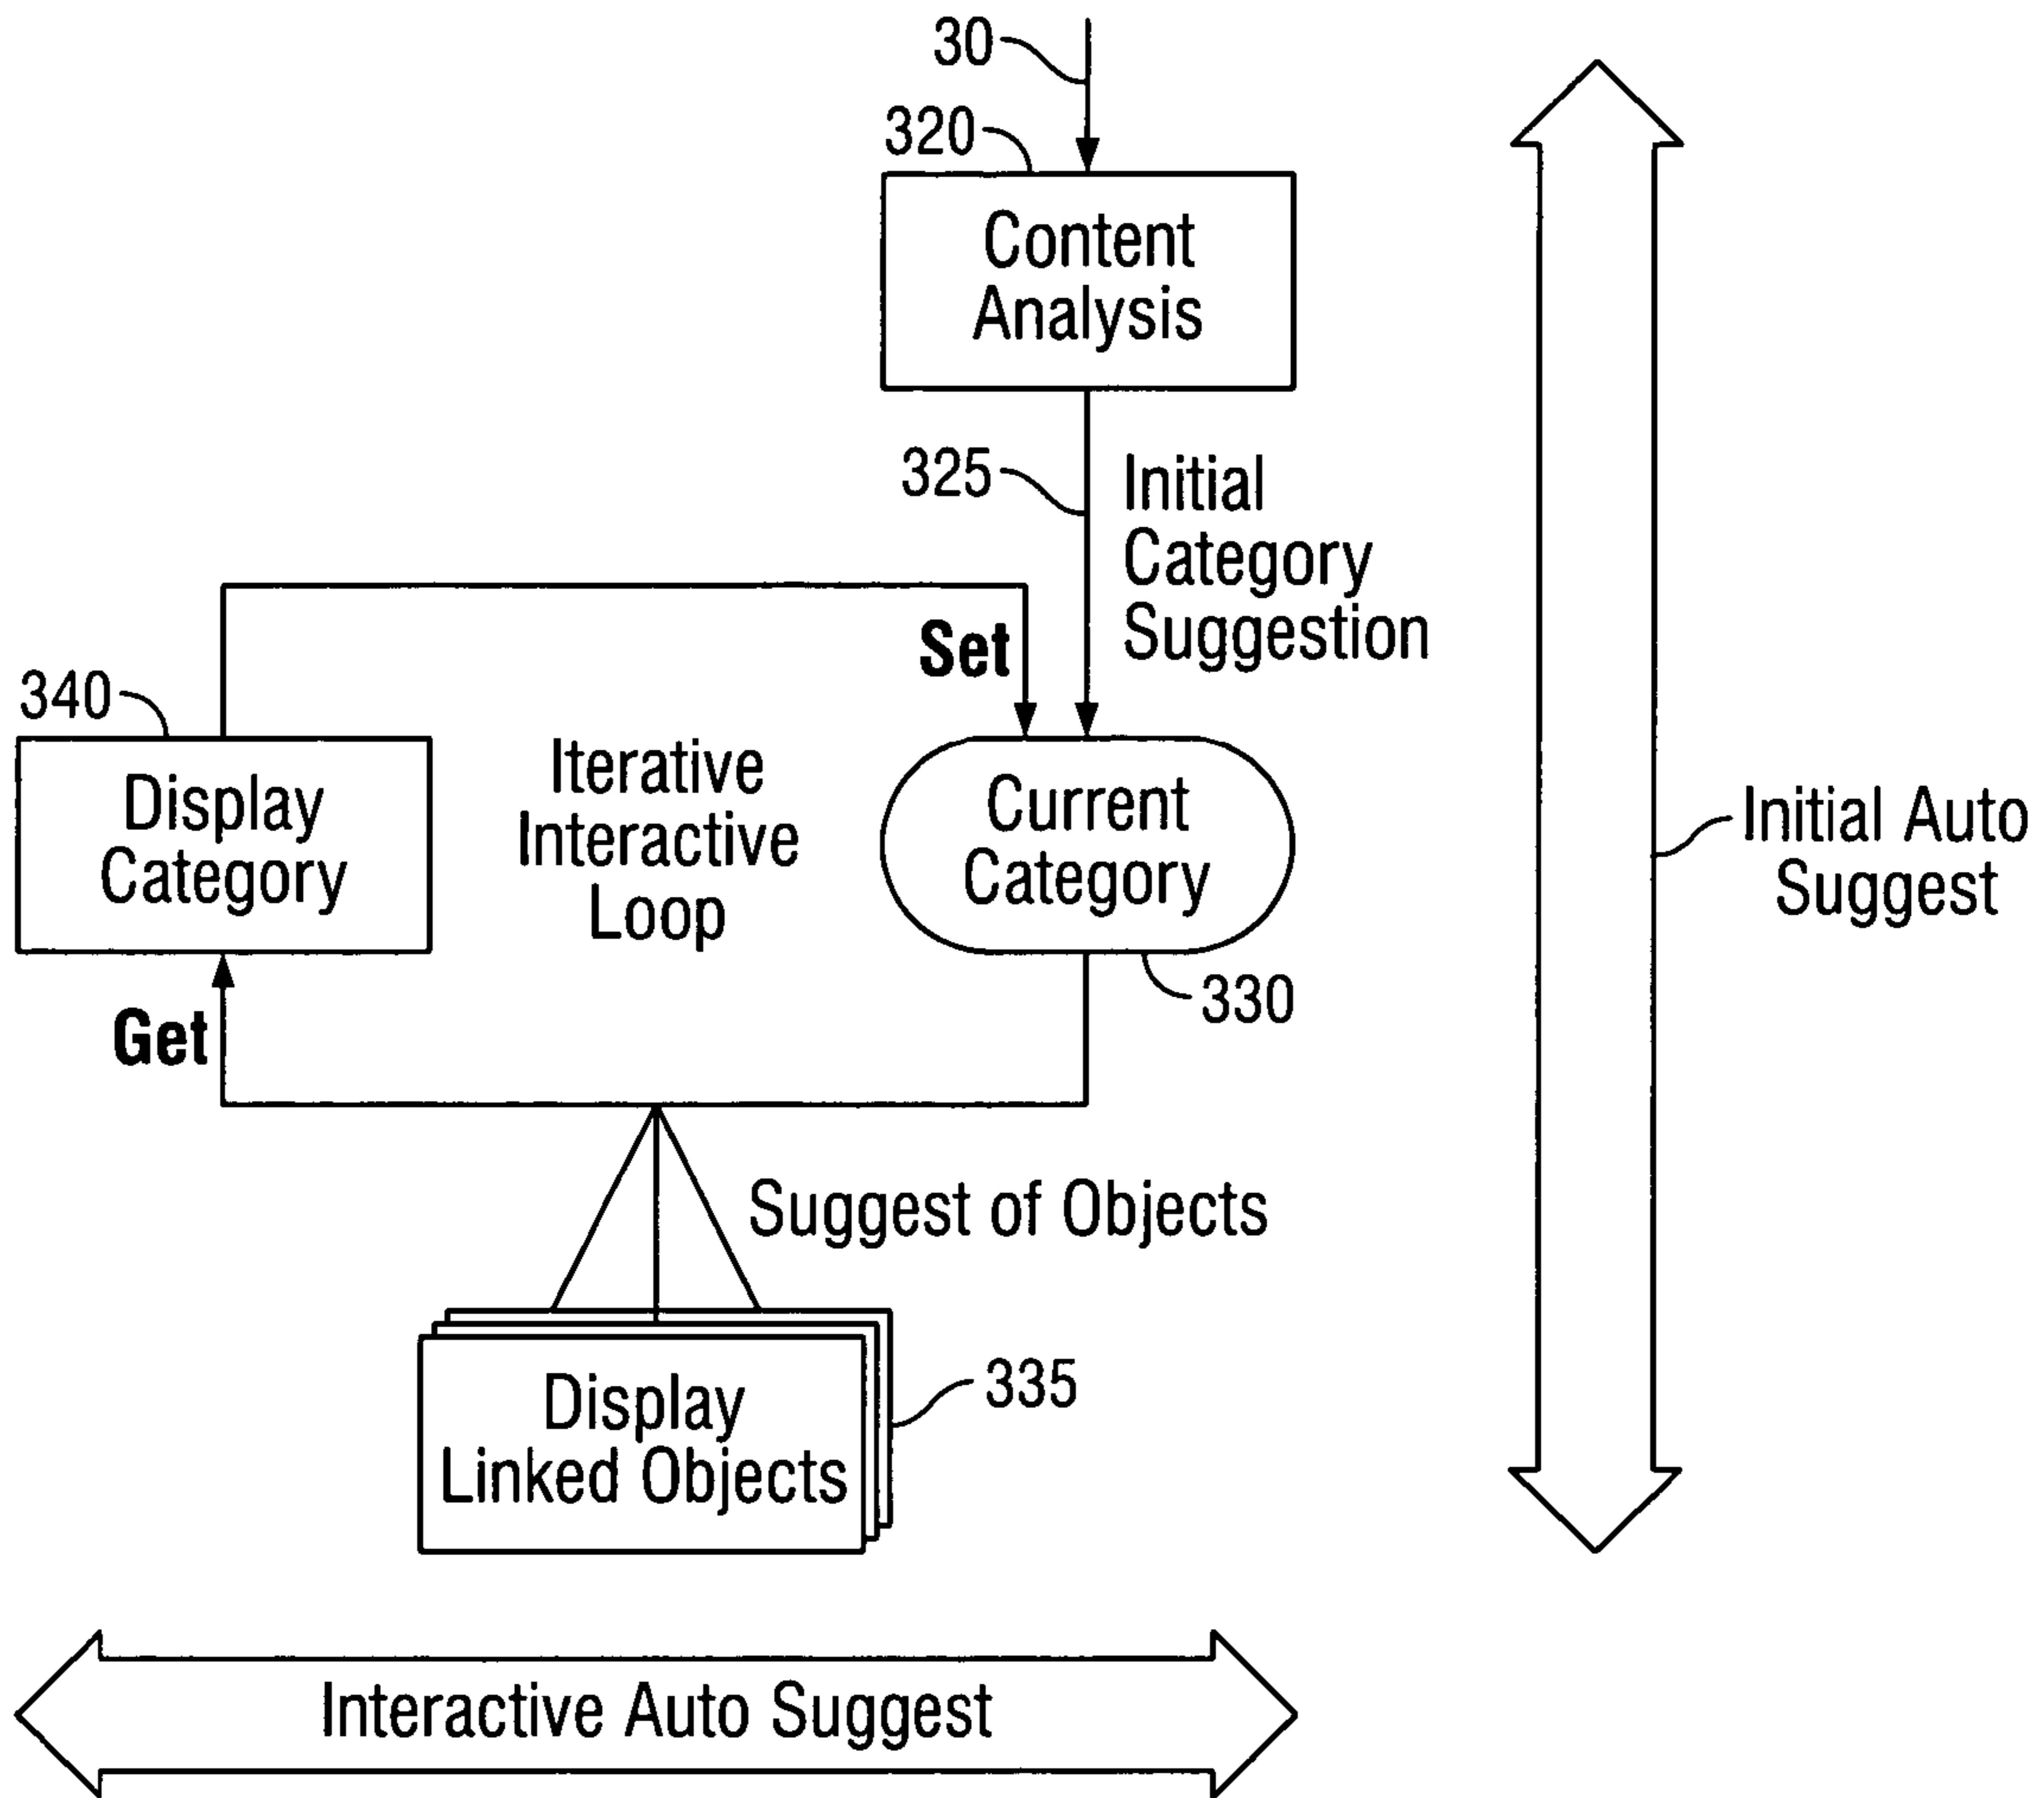 30
320
Content
Analysis
325
Initial
Category
Suggestion
Set
340
Display
Category
Iterative
Interactive
Loop
Current
Category
Initial Auto
Suggest
330
Get
Suggest of Objects
335
Display
Linked Objects
Interactive Auto Suggest